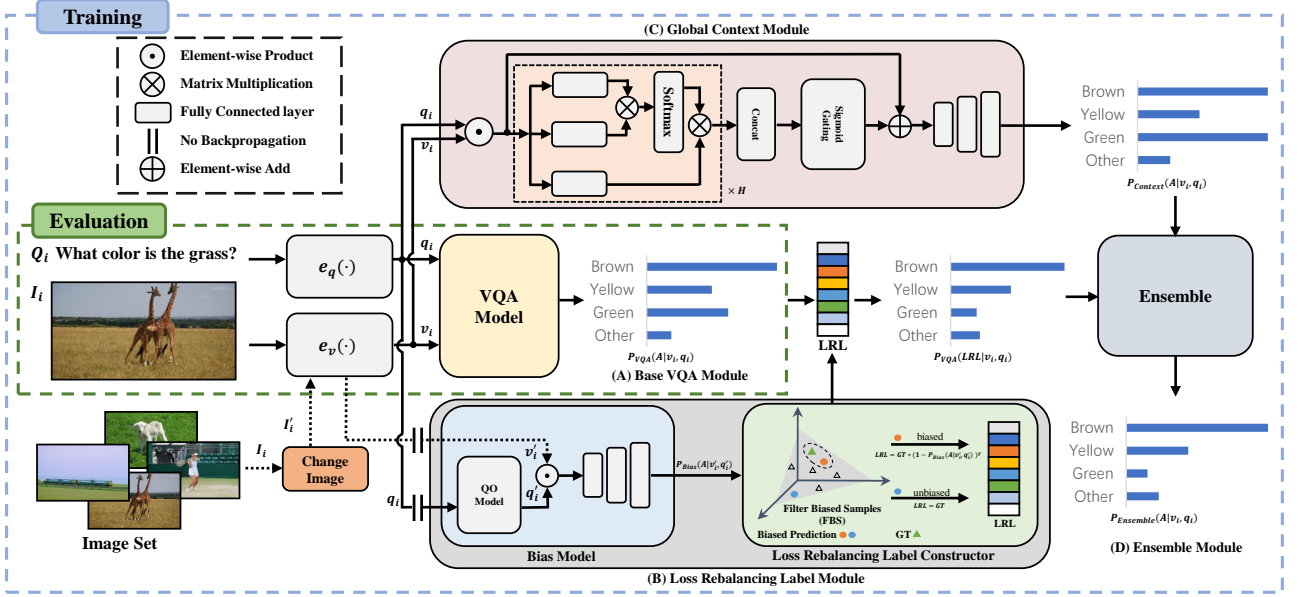 Training
Element-wise Product
Matrix Multiplication
Fully Connected layer
No Backpropagation
Element-wise Add
(C) Global Context Module
q_i
v_i
Softmax
× H
Concat
Sigmoid
Gating
Brown
Yellow
Green
Other
P_Context(A|v_i, q_i)
Evaluation
Q_i What color is the grass?
I_i
e_q(·)
e_v(·)
q_i
v_i
VQA
Model
Brown
Yellow
Green
Other
P_VQA(A|v_i, q_i)
(A) Base VQA Module
LRL
Brown
Yellow
Green
Other
P_VQA(LRL|v_i, q_i)
Ensemble
Image Set
I_i
Change
Image
I'_i
q_i
v'_i
q'_i
QO
Model
Bias Model
P_Bias(A|v'_i, q'_i)
Filter Biased Samples
(FBS)
Biased Prediction
GT
biased
LRL = GT * (1 − P_Bias(A|v'_i, q'_i))^γ
unbiased
LRL = GT
LRL
Loss Rebalancing Label Constructor
(B) Loss Rebalancing Label Module
Brown
Yellow
Green
Other
P_Ensemble(A|v_i, q_i)
(D) Ensemble Module